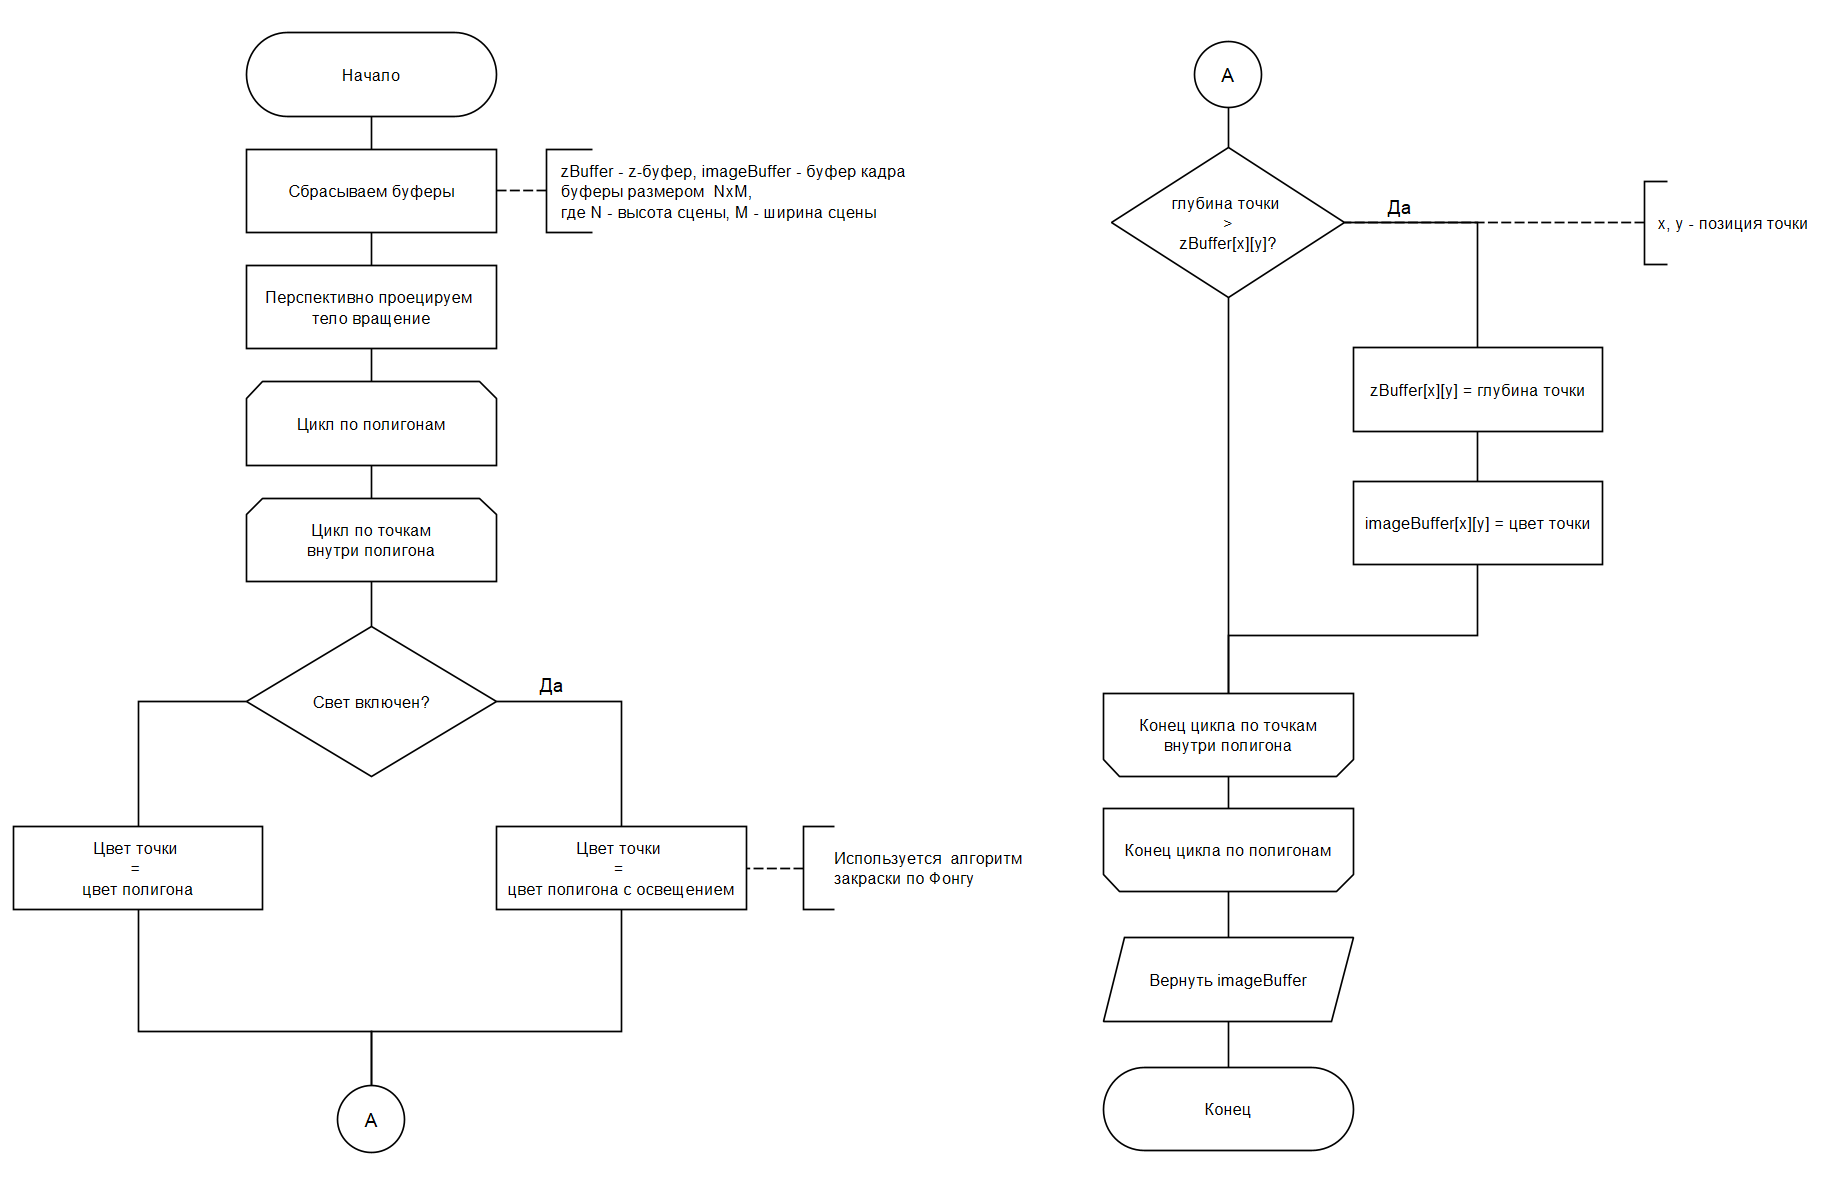 Начало
Сбрасываем буферы
zBuffer - z-буфер, imageBuffer - буфер кадра
буферы размером NxM,
где N - высота сцены, M - ширина сцены
Перспективно проецируем
тело вращение
Цикл по полигонам
Цикл по точкам
внутри полигона
Свет включен?
Да
Цвет точки
=
цвет полигона
Цвет точки
=
цвет полигона с освещением
Используется алгоритм
закраски по Фонгу
A
A
глубина точки
>
zBuffer[x][y]?
Да
x, y - позиция точки
zBuffer[x][y] = глубина точки
imageBuffer[x][y] = цвет точки
Конец цикла по точкам
внутри полигона
Конец цикла по полигонам
Вернуть imageBuffer
Конец